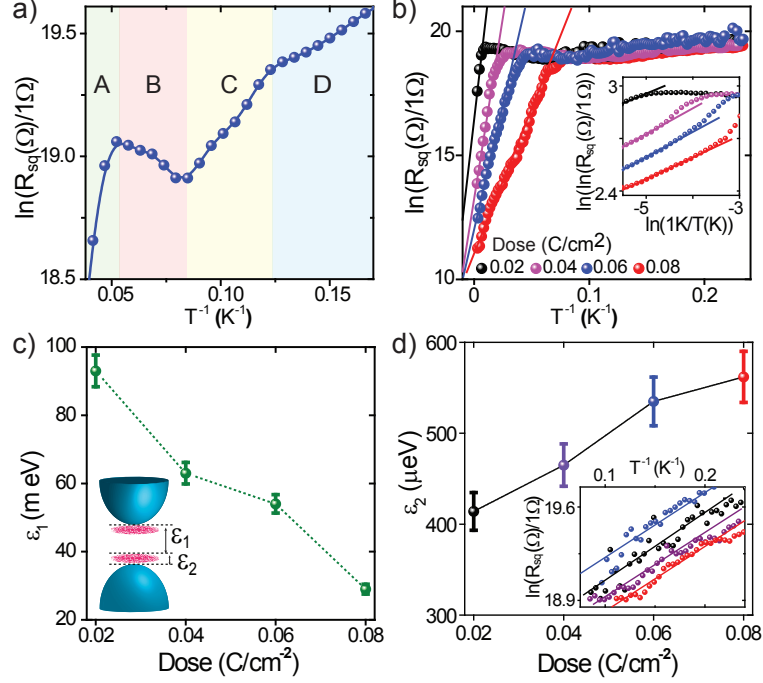 a)
19.5
19.0
18.5
ln(R_sq(Ω)/1Ω)
A
B
C
D
0.05
0.10
0.15
T⁻¹ (K⁻¹)
b)
20
15
10
ln(R_sq(Ω)/1Ω)
3
2.4
ln(ln(R_sq(Ω)/1Ω)
-5
-3
ln(1K/T(K))
Dose (C/cm²)
0.02
0.04
0.06
0.08
0
0.1
0.2
T⁻¹ (K⁻¹)
c)
100
80
60
40
20
ε₁ (m eV)
ε₁
ε₂
0.02
0.04
0.06
0.08
Dose (C/cm⁻²)
d)
600
500
400
300
ε₂ (μeV)
T⁻¹ (K⁻¹)
0.1
0.2
19.6
18.9
ln(R_sq(Ω)/1Ω)
0.02
0.04
0.06
0.08
Dose (C/cm⁻²)